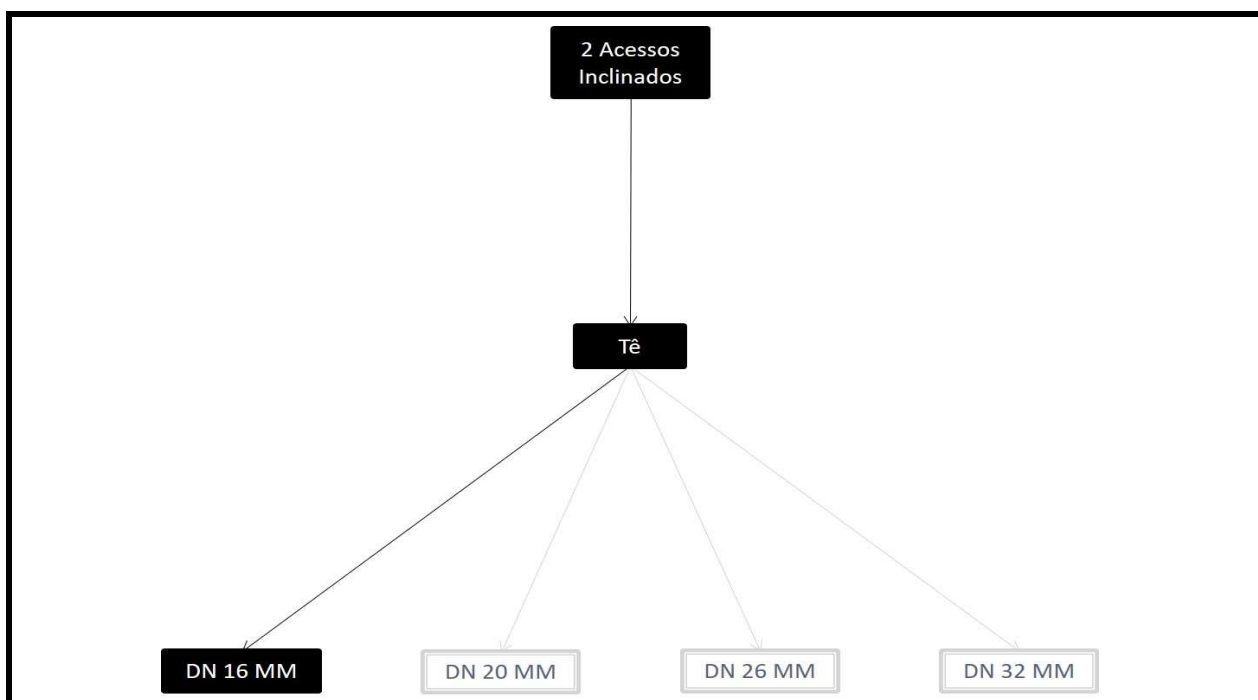 2 Acessos
Inclinados
Tê
DN 16 MM
DN 20 MM
DN 26 MM
DN 32 MM